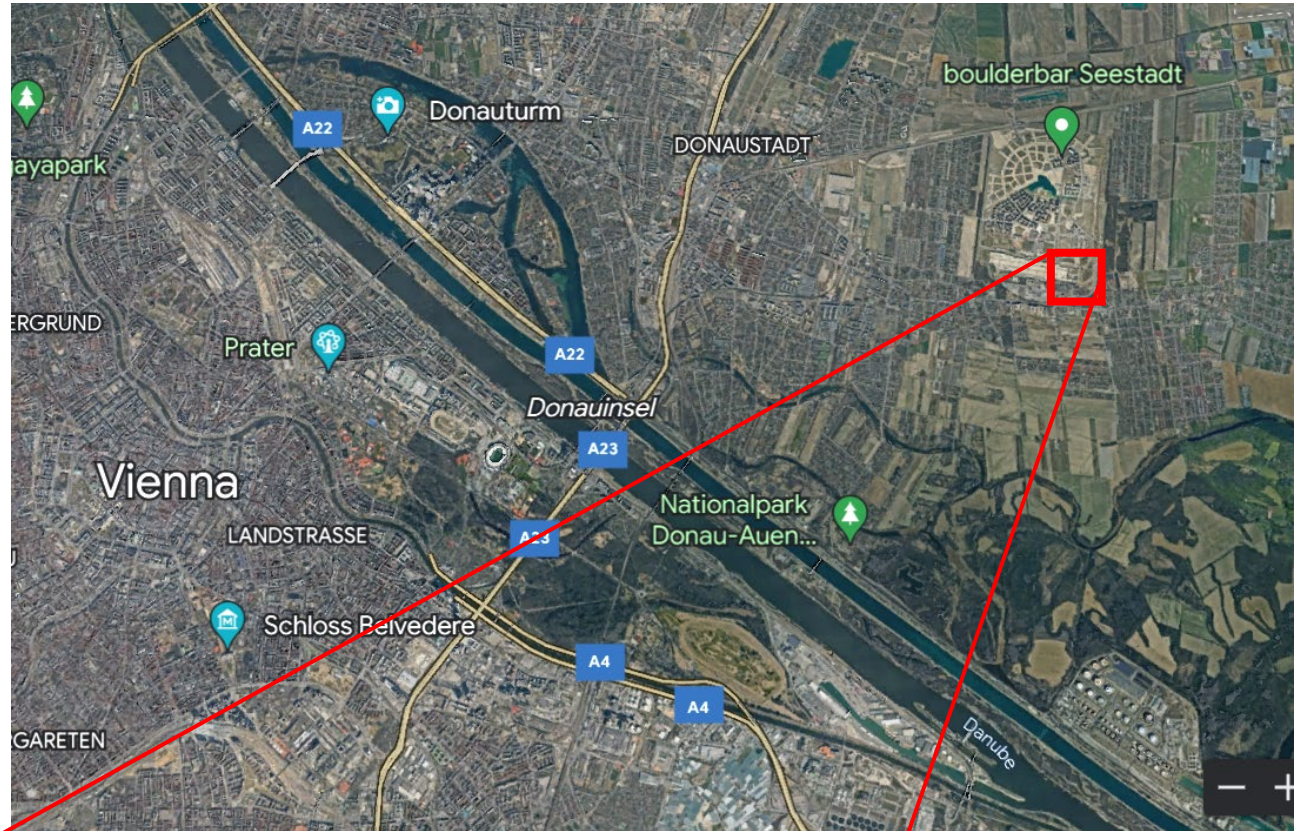 boulderbar Seestadt
Donauturm
A22
DONAUSTADT
jayapark
ERGRUND
Prater
A22
Donauinsel
A23
Vienna
Nationalpark
Donau-Auen...
LANDSTRASSE
A23
Schloss Belvedere
A4
A4
RGARETEN
Danube